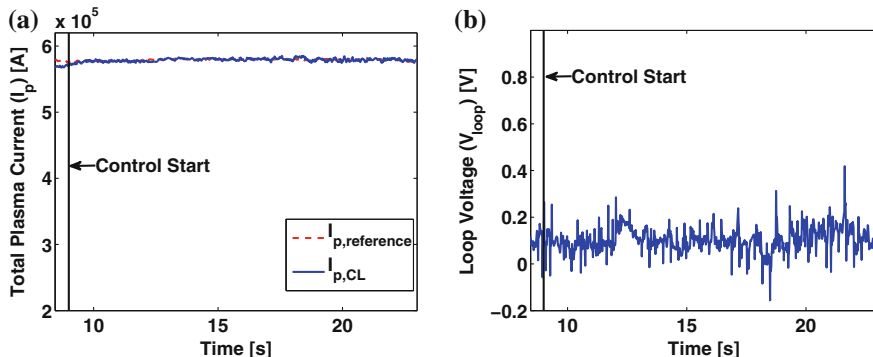 (a)
x 10^5
Total Plasma Current (I_p) [A]
6
5
4
3
2
Control Start
I_p,reference
I_p,CL
10
15
20
Time [s]
(b)
Loop Voltage (V_loop) [V]
0.8
0.6
0.4
0.2
0
−0.2
Control Start
10
15
20
Time [s]